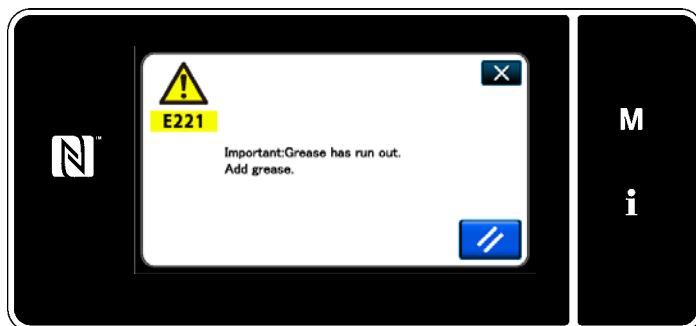 E221
Important:Grease has run out.
Add grease.
M
i